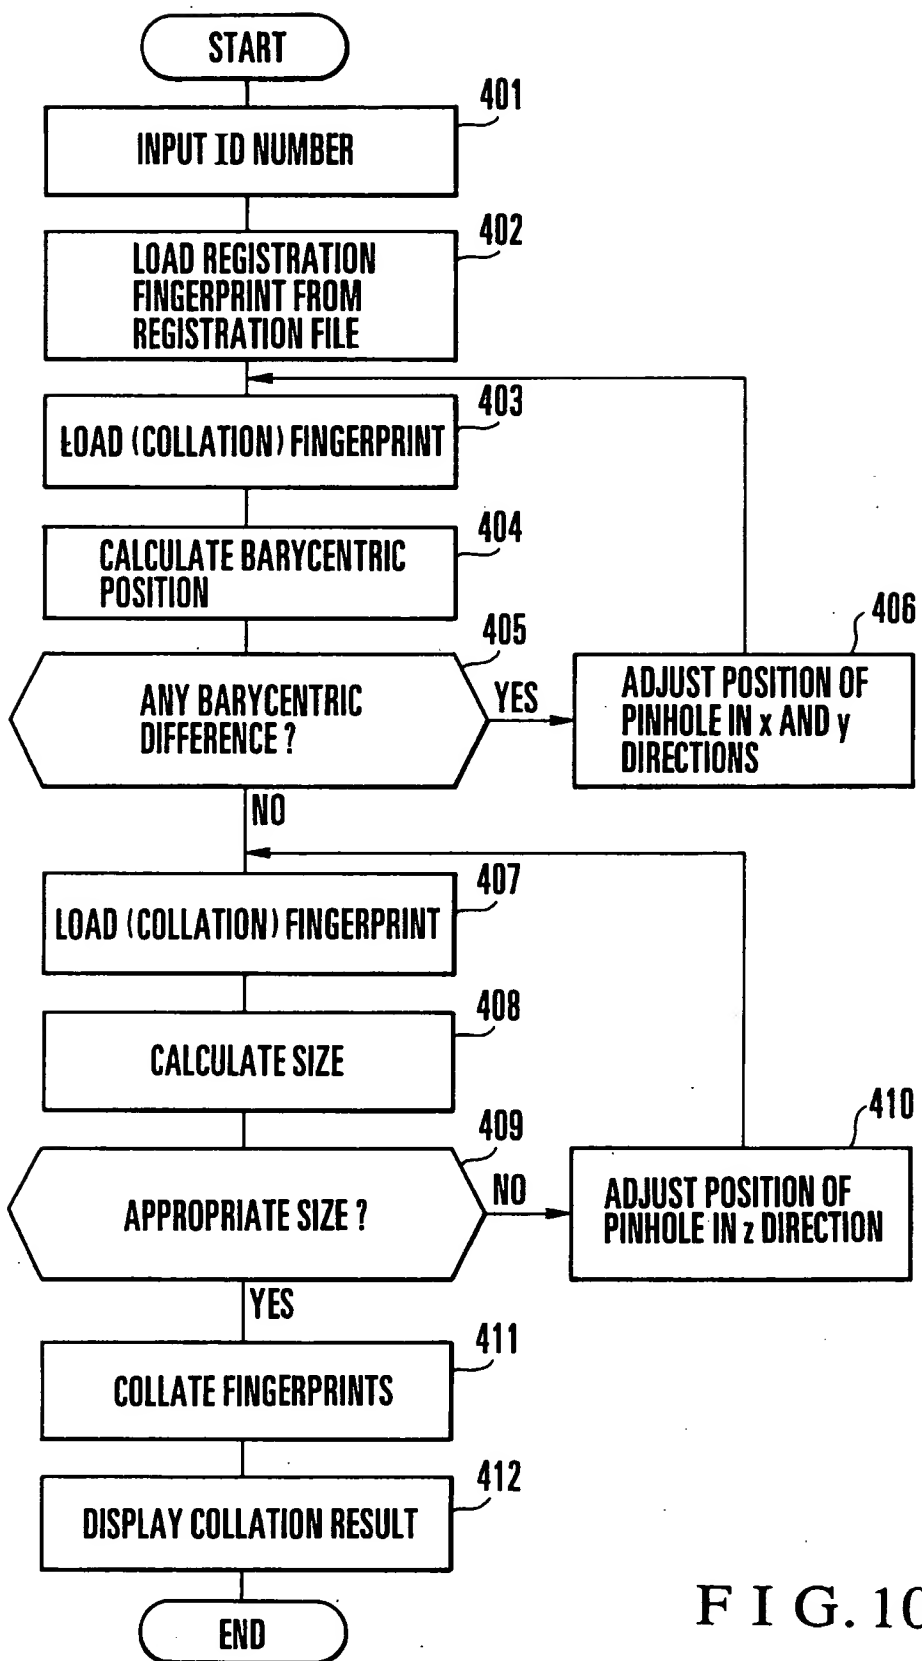 START
401
INPUT ID NUMBER
402
LOAD REGISTRATION
FINGERPRINT FROM
REGISTRATION FILE
403
LOAD (COLLATION) FINGERPRINT
404
CALCULATE BARYCENTRIC
POSITION
405
ANY BARYCENTRIC
DIFFERENCE ?
YES
406
ADJUST POSITION OF
PINHOLE IN x AND y
DIRECTIONS
NO
407
LOAD (COLLATION) FINGERPRINT
408
CALCULATE SIZE
409
APPROPRIATE SIZE ?
NO
410
ADJUST POSITION OF
PINHOLE IN z DIRECTION
YES
411
COLLATE FINGERPRINTS
412
DISPLAY COLLATION RESULT
END
FIG. 10